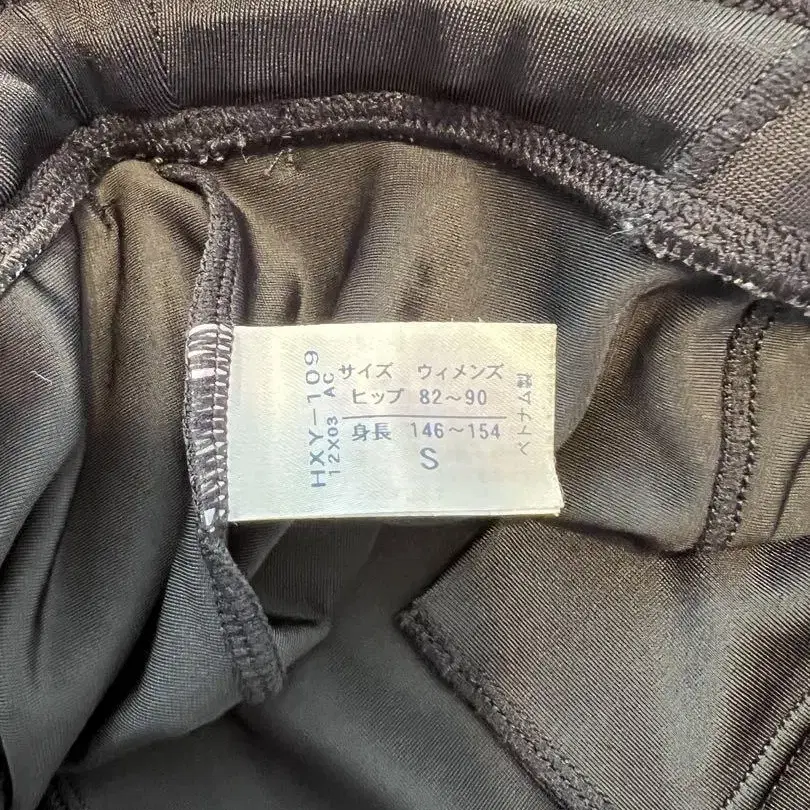 サイズ ウィメンズ
ヒップ 82～90
身長 146～154
S
HXY-109
12X03 AC
ベトナム製